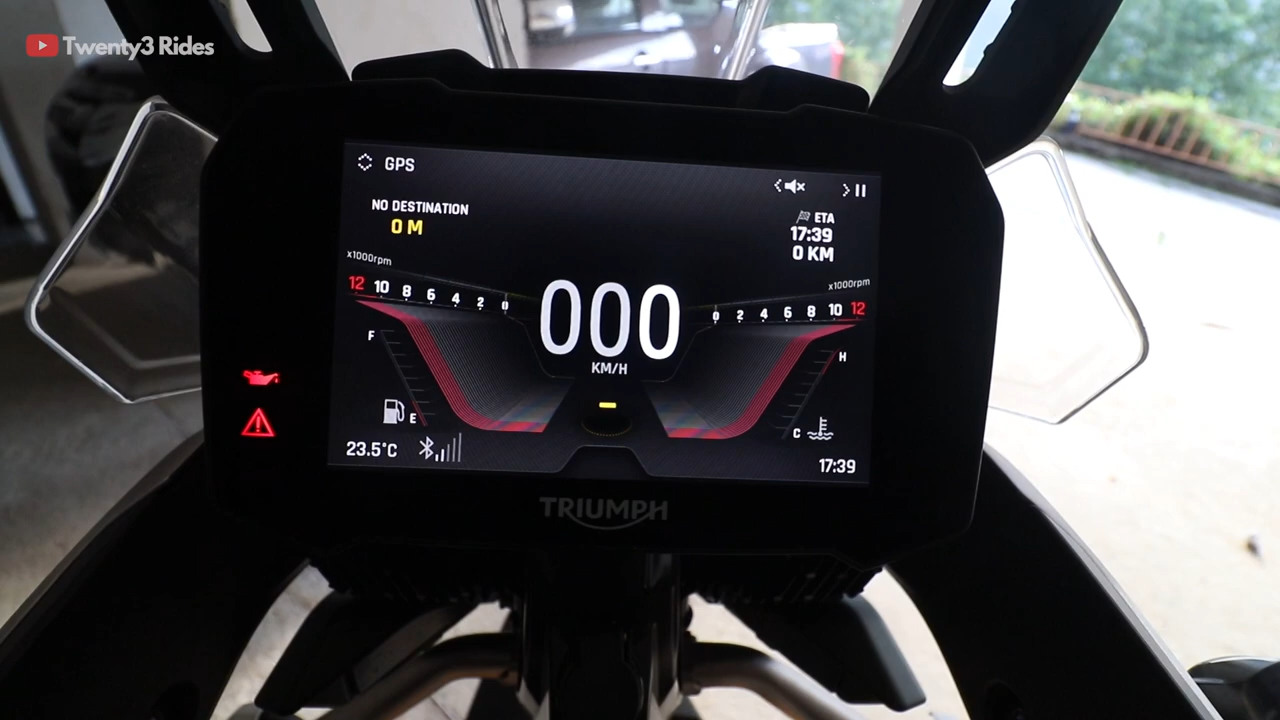 Twenty3 Rides
GPS
NO DESTINATION
0 M
ETA
17:39
0 KM
x1000rpm
12 10 8 6 4 2 0
000
KM/H
x1000rpm
0 2 4 6 8 10 12
F
E
H
C
23.5°C
17:39
TRIUMPH